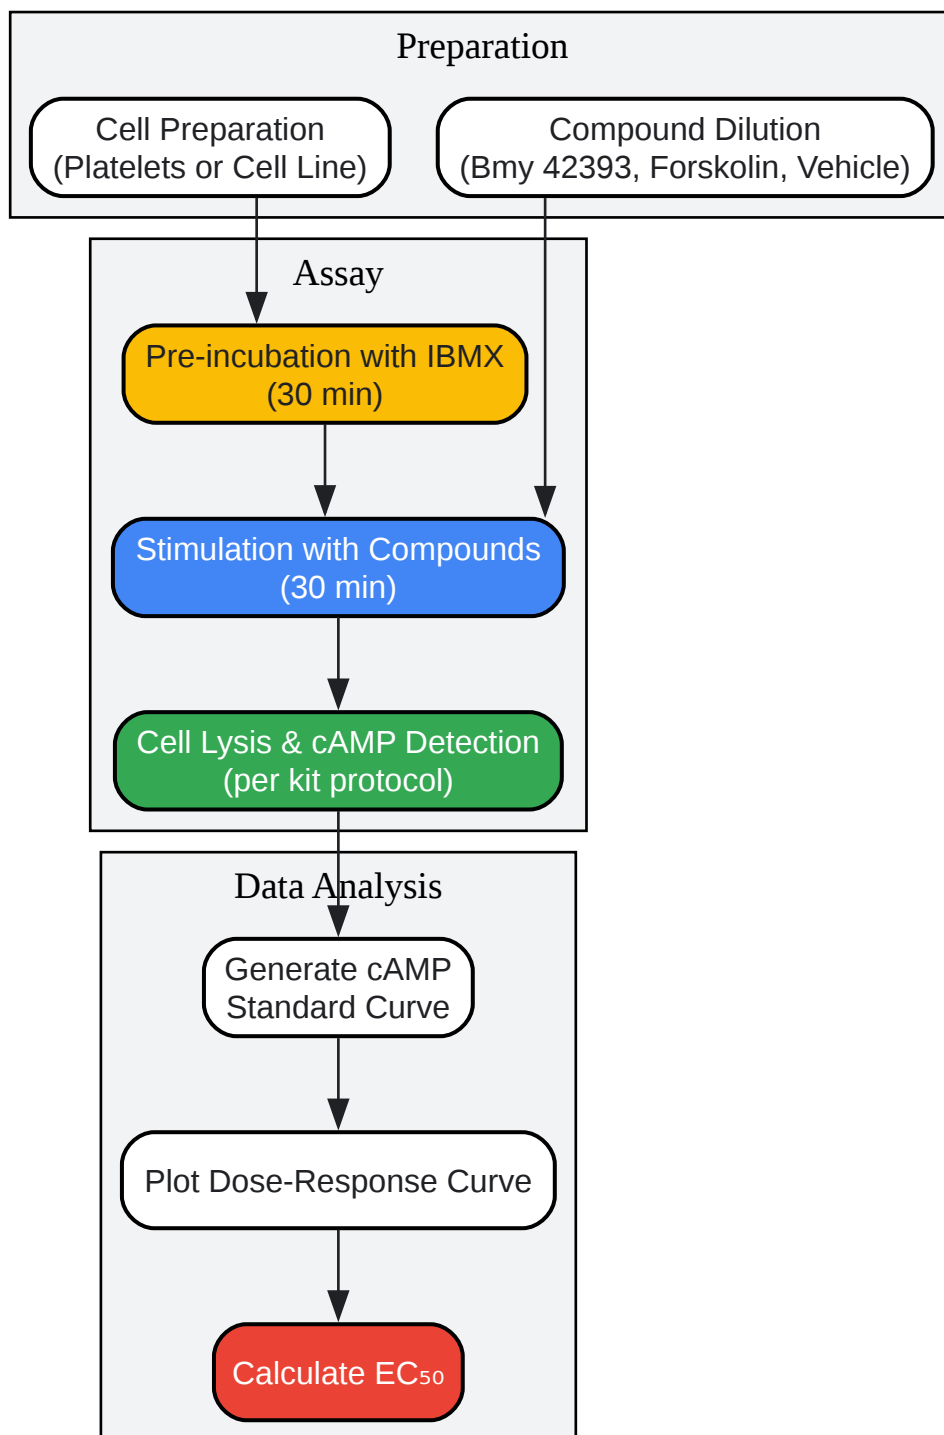 Preparation
Cell Preparation
(Platelets or Cell Line)
Compound Dilution
(Bmy 42393, Forskolin, Vehicle)
Assay
Pre-incubation with IBMX
(30 min)
Stimulation with Compounds
(30 min)
Cell Lysis & cAMP Detection
(per kit protocol)
Data Analysis
Generate cAMP
Standard Curve
Plot Dose-Response Curve
Calculate EC₅₀